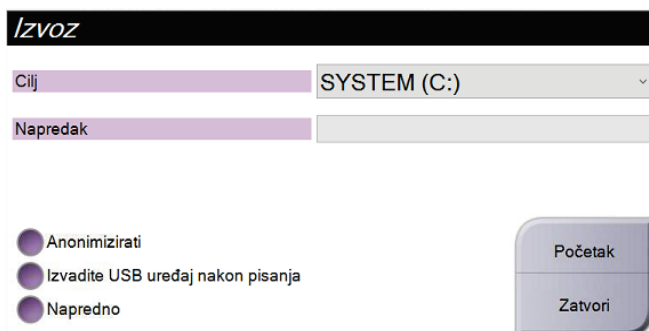 Izvoz
Cilj
SYSTEM (C:)
Napredak
Anonimizirati
Izvadite USB uređaj nakon pisanja
Napredno
Početak
Zatvori